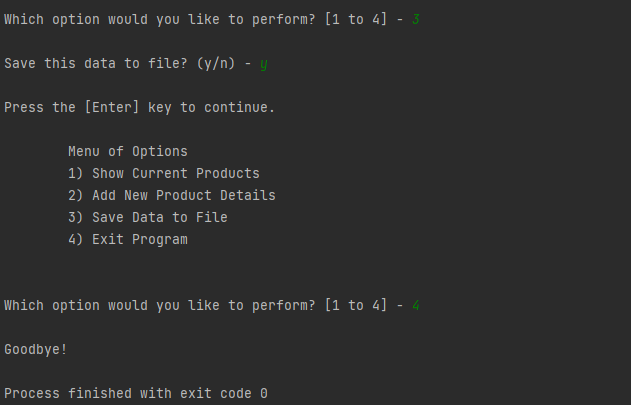 Which option would you like to perform? [1 to 4] - 3
Save this data to file? (y/n) - y
Press the [Enter] key to continue.
Menu of Options
1) Show Current Products
2) Add New Product Details
3) Save Data to File
4) Exit Program
Which option would you like to perform? [1 to 4] - 4
Goodbye!
Process finished with exit code 0